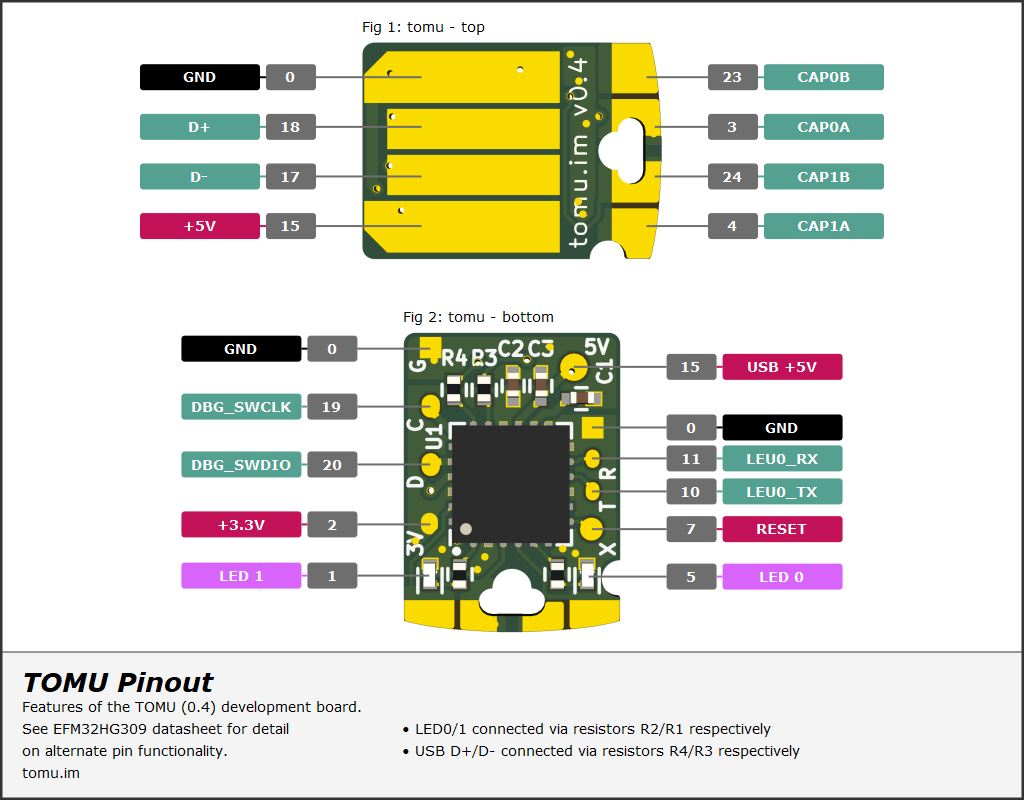 Fig 1: tomu - top
GND 0
D+ 18
D- 17
+5V 15
tomu.im v0.4
23 CAP0B
3 CAP0A
24 CAP1B
4 CAP1A
Fig 2: tomu - bottom
GND 0
DBG_SWCLK 19
DBG_SWDIO 20
+3.3V 2
LED 1 1
G R4 R3 C2 C3 5V
C1
C U1
D
3V
R
T
X
15 USB +5V
0 GND
11 LEU0_RX
10 LEU0_TX
7 RESET
5 LED 0
TOMU Pinout
Features of the TOMU (0.4) development board.
See EFM32HG309 datasheet for detail
on alternate pin functionality.
tomu.im
• LED0/1 connected via resistors R2/R1 respectively
• USB D+/D- connected via resistors R4/R3 respectively